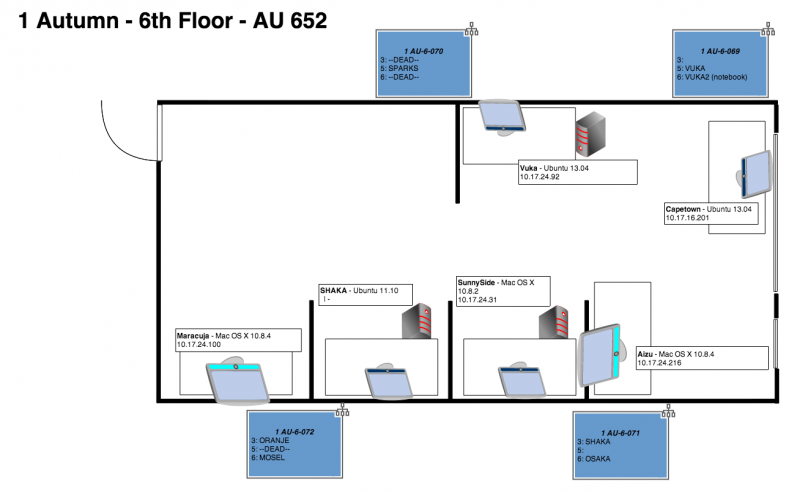 1 Autumn - 6th Floor - AU 652
1 AU-6-070
3: --DEAD--
5: SPARKS
6: --DEAD--
1 AU-6-069
3:
5: VUKA
6: VUKA2 (notebook)
Vuka - Ubuntu 13.04
10.17.24.92
Capetown - Ubuntu 13.04
10.17.16.201
SHAKA - Ubuntu 11.10
| -
SunnySide - Mac OS X
10.8.2
10.17.24.31
Maracuja - Mac OS X 10.8.4
10.17.24.100
Aizu - Mac OS X 10.8.4
10.17.24.216
1 AU-6-072
3: ORANJE
5: --DEAD--
6: MOSEL
1 AU-6-071
3: SHAKA
5:
6: OSAKA